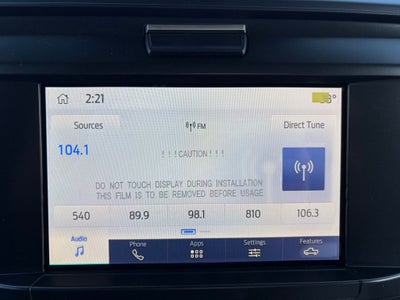 2:21
Sources
FM
Direct Tune
104.1
!!!CAUTION!!!
DO NOT TOUCH DISPLAY DURING INSTALLATION
THIS FILM IS TO BE REMOVED BEFORE USAGE
540 89.9 98.1 810 106.3
Audio Phone Apps Settings Features